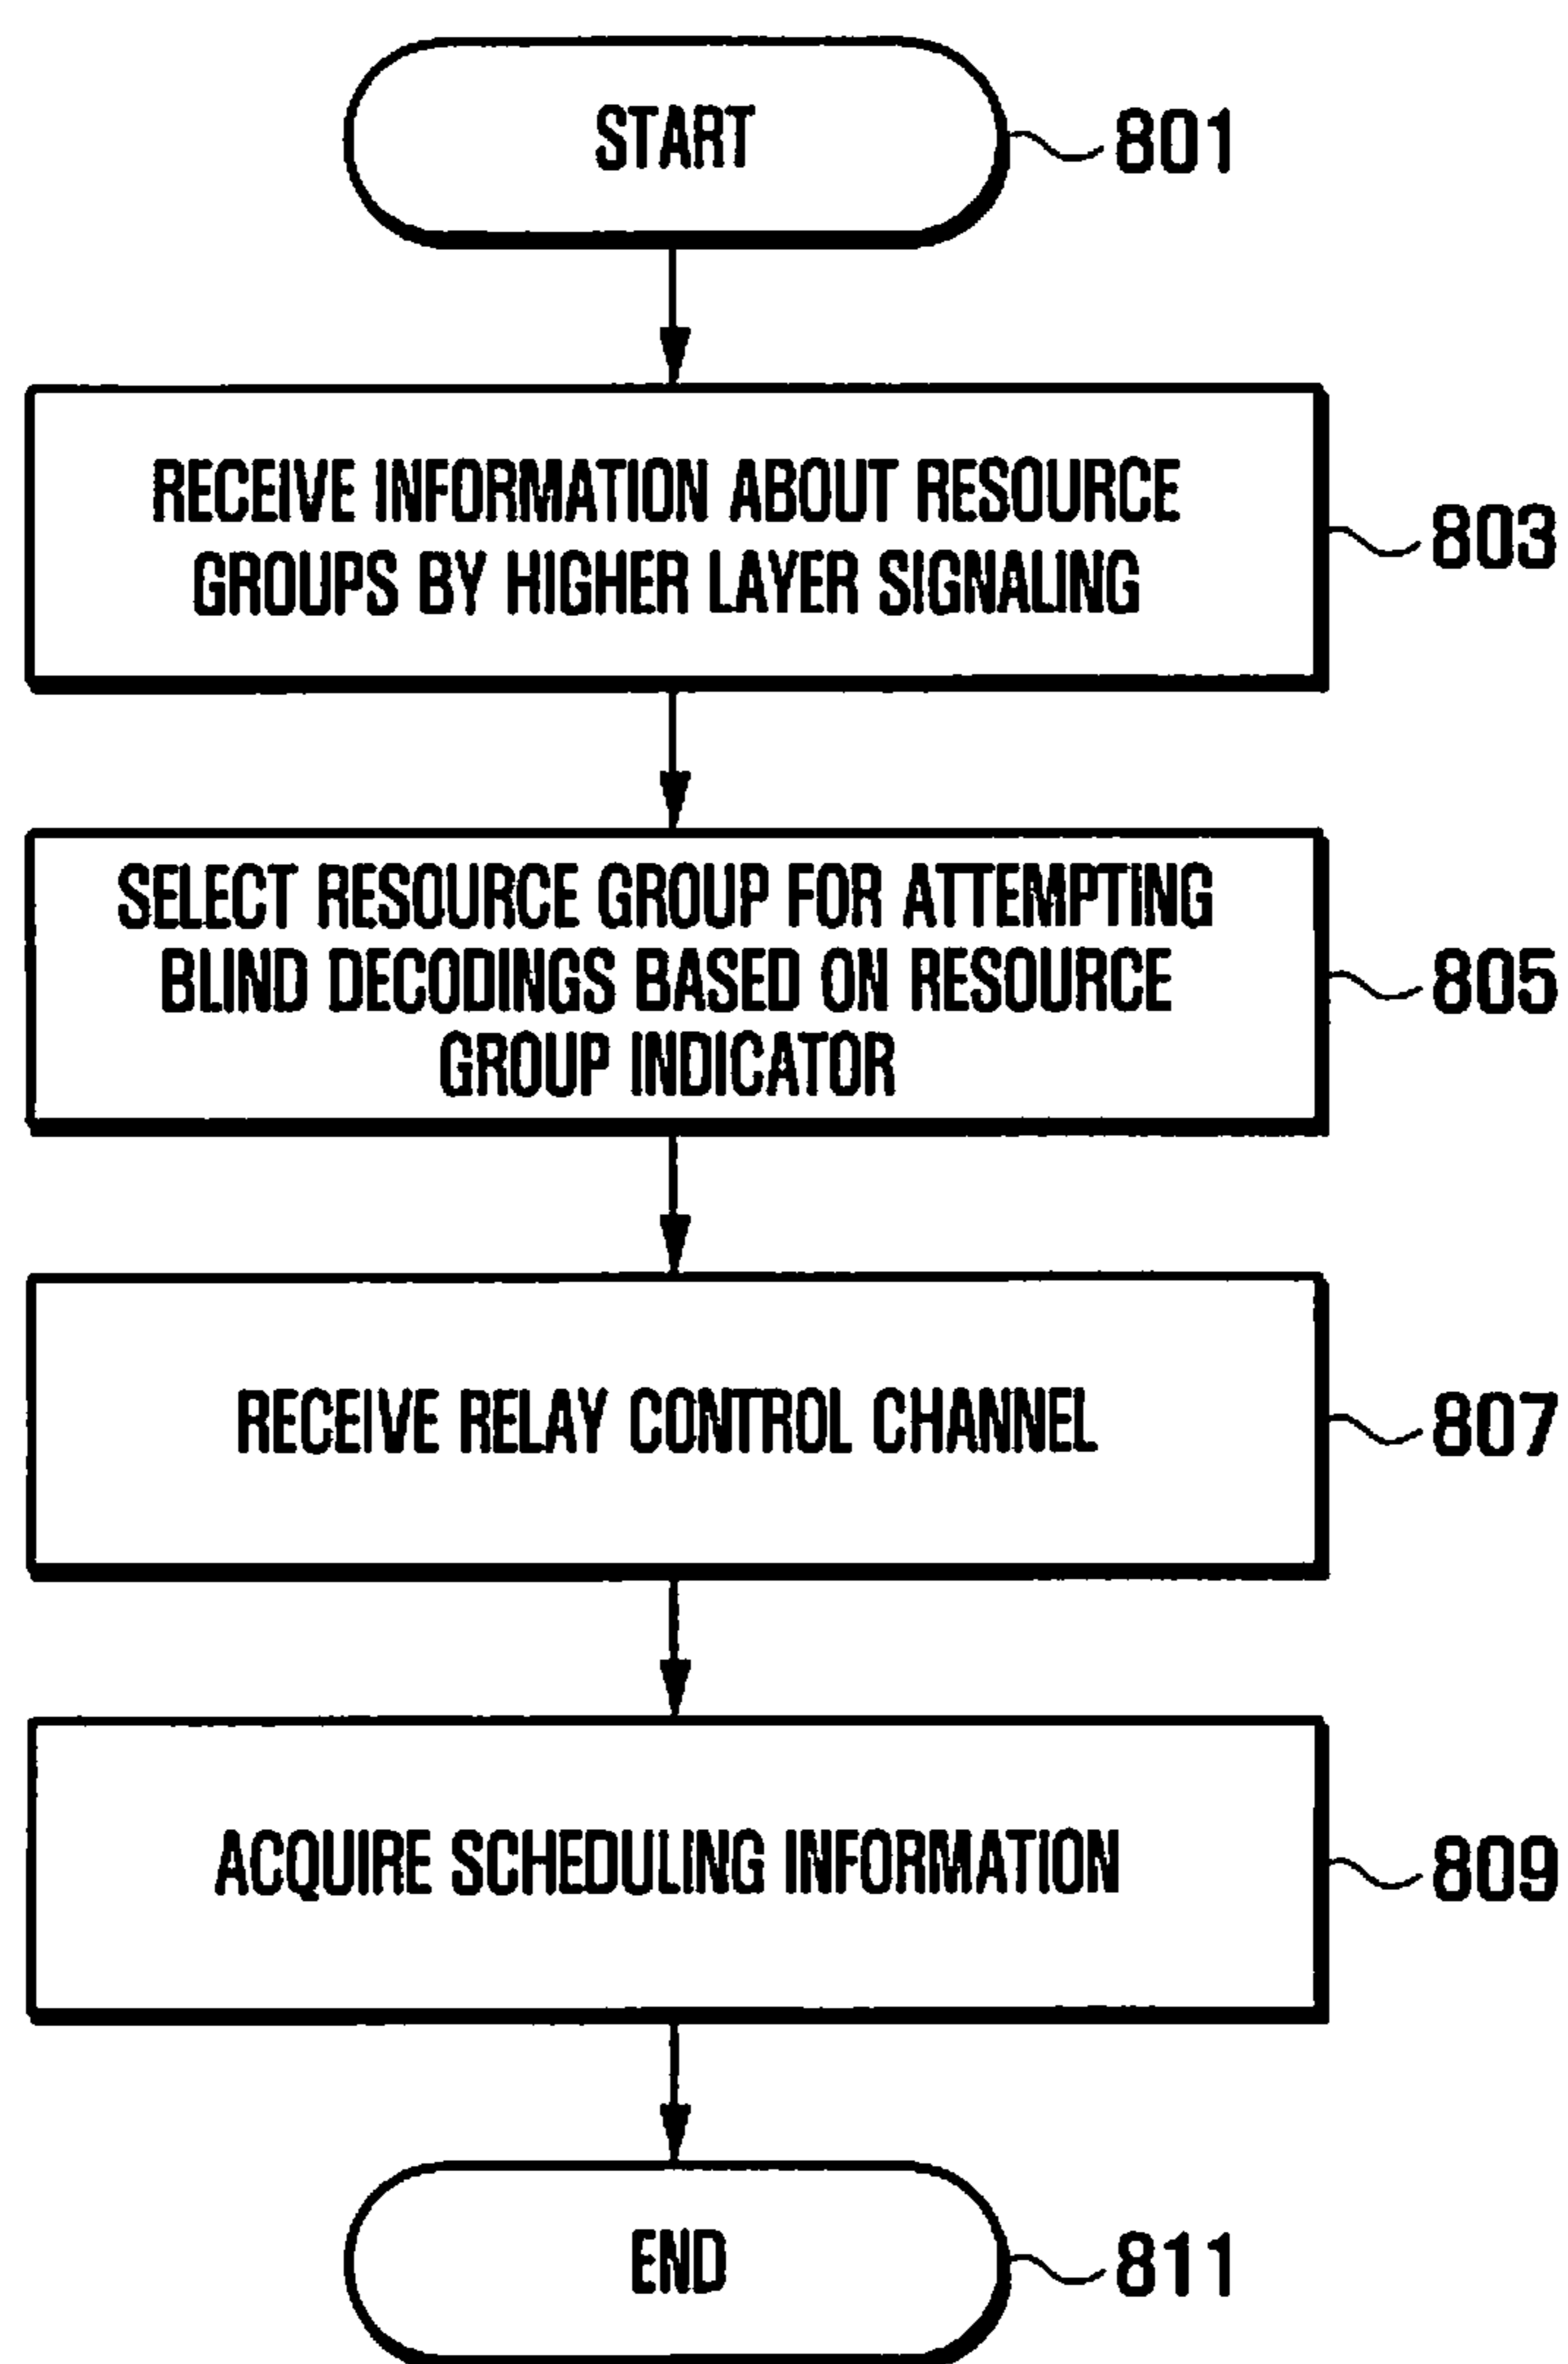 START
801
RECEIVE INFORMATION ABOUT RESOURCE
GROUPS BY HIGHER LAYER SIGNALING
803
SELECT RESOURCE GROUP FOR ATTEMPTING
BLIND DECODINGS BASED ON RESOURCE
GROUP INDICATOR
805
RECEIVE RELAY CONTROL CHANNEL
807
ACQUIRE SCHEDULING INFORMATION
809
END
811